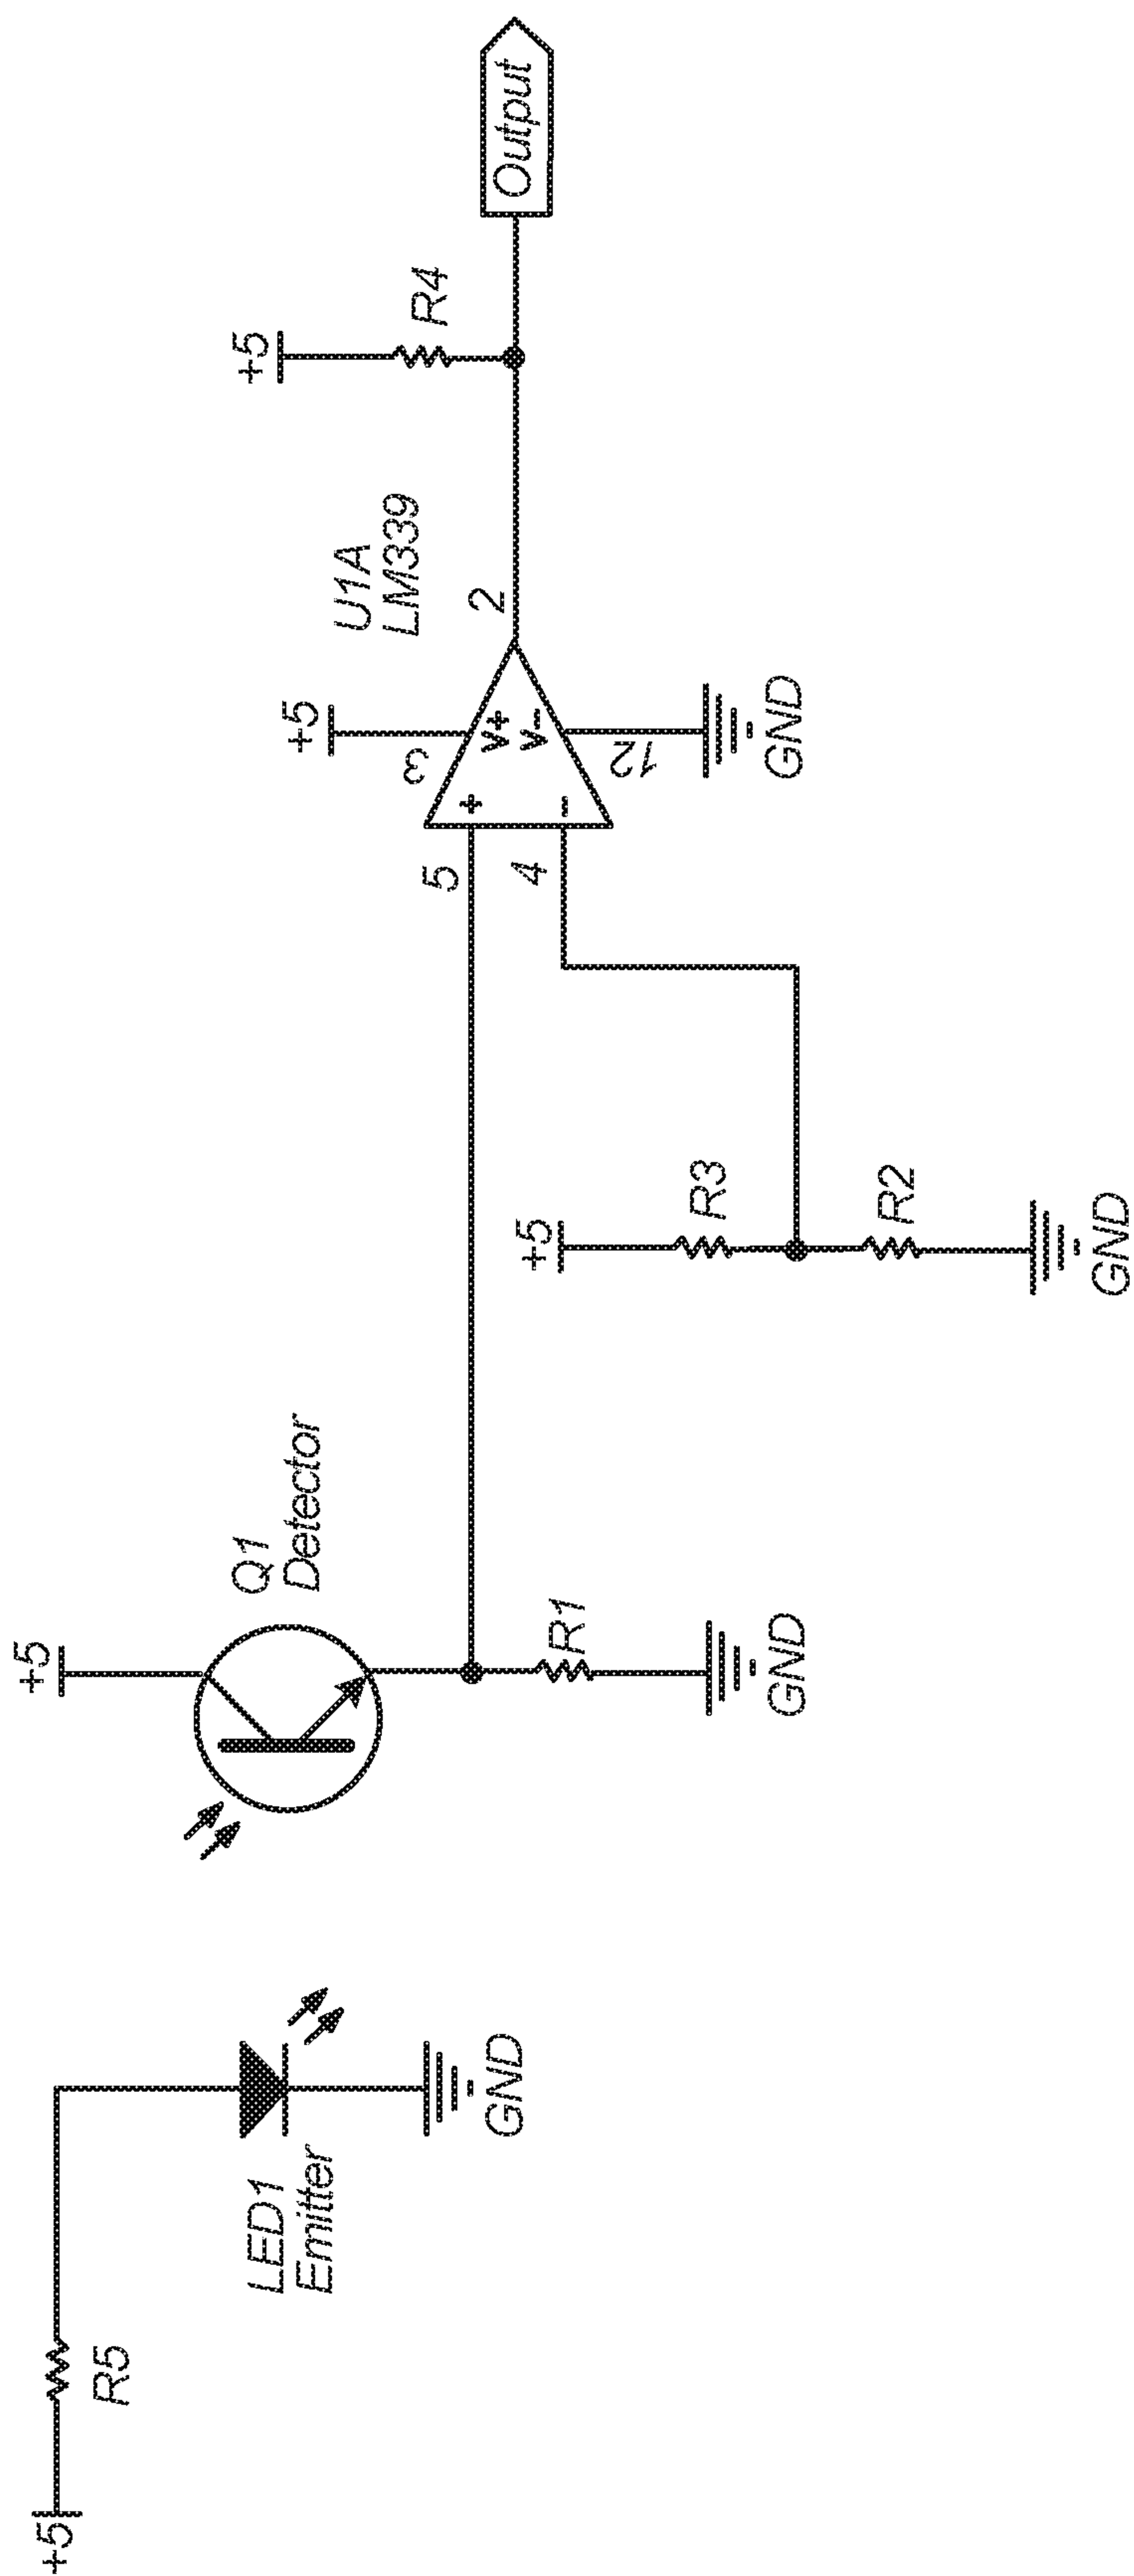 +5
R5
LED1
Emitter
GND
+5
Q1
Detector
R1
GND
+5
R3
R2
GND
5
4
+
-
+5
3
V+
V-
12
GND
U1A
LM339
2
+5
R4
Output